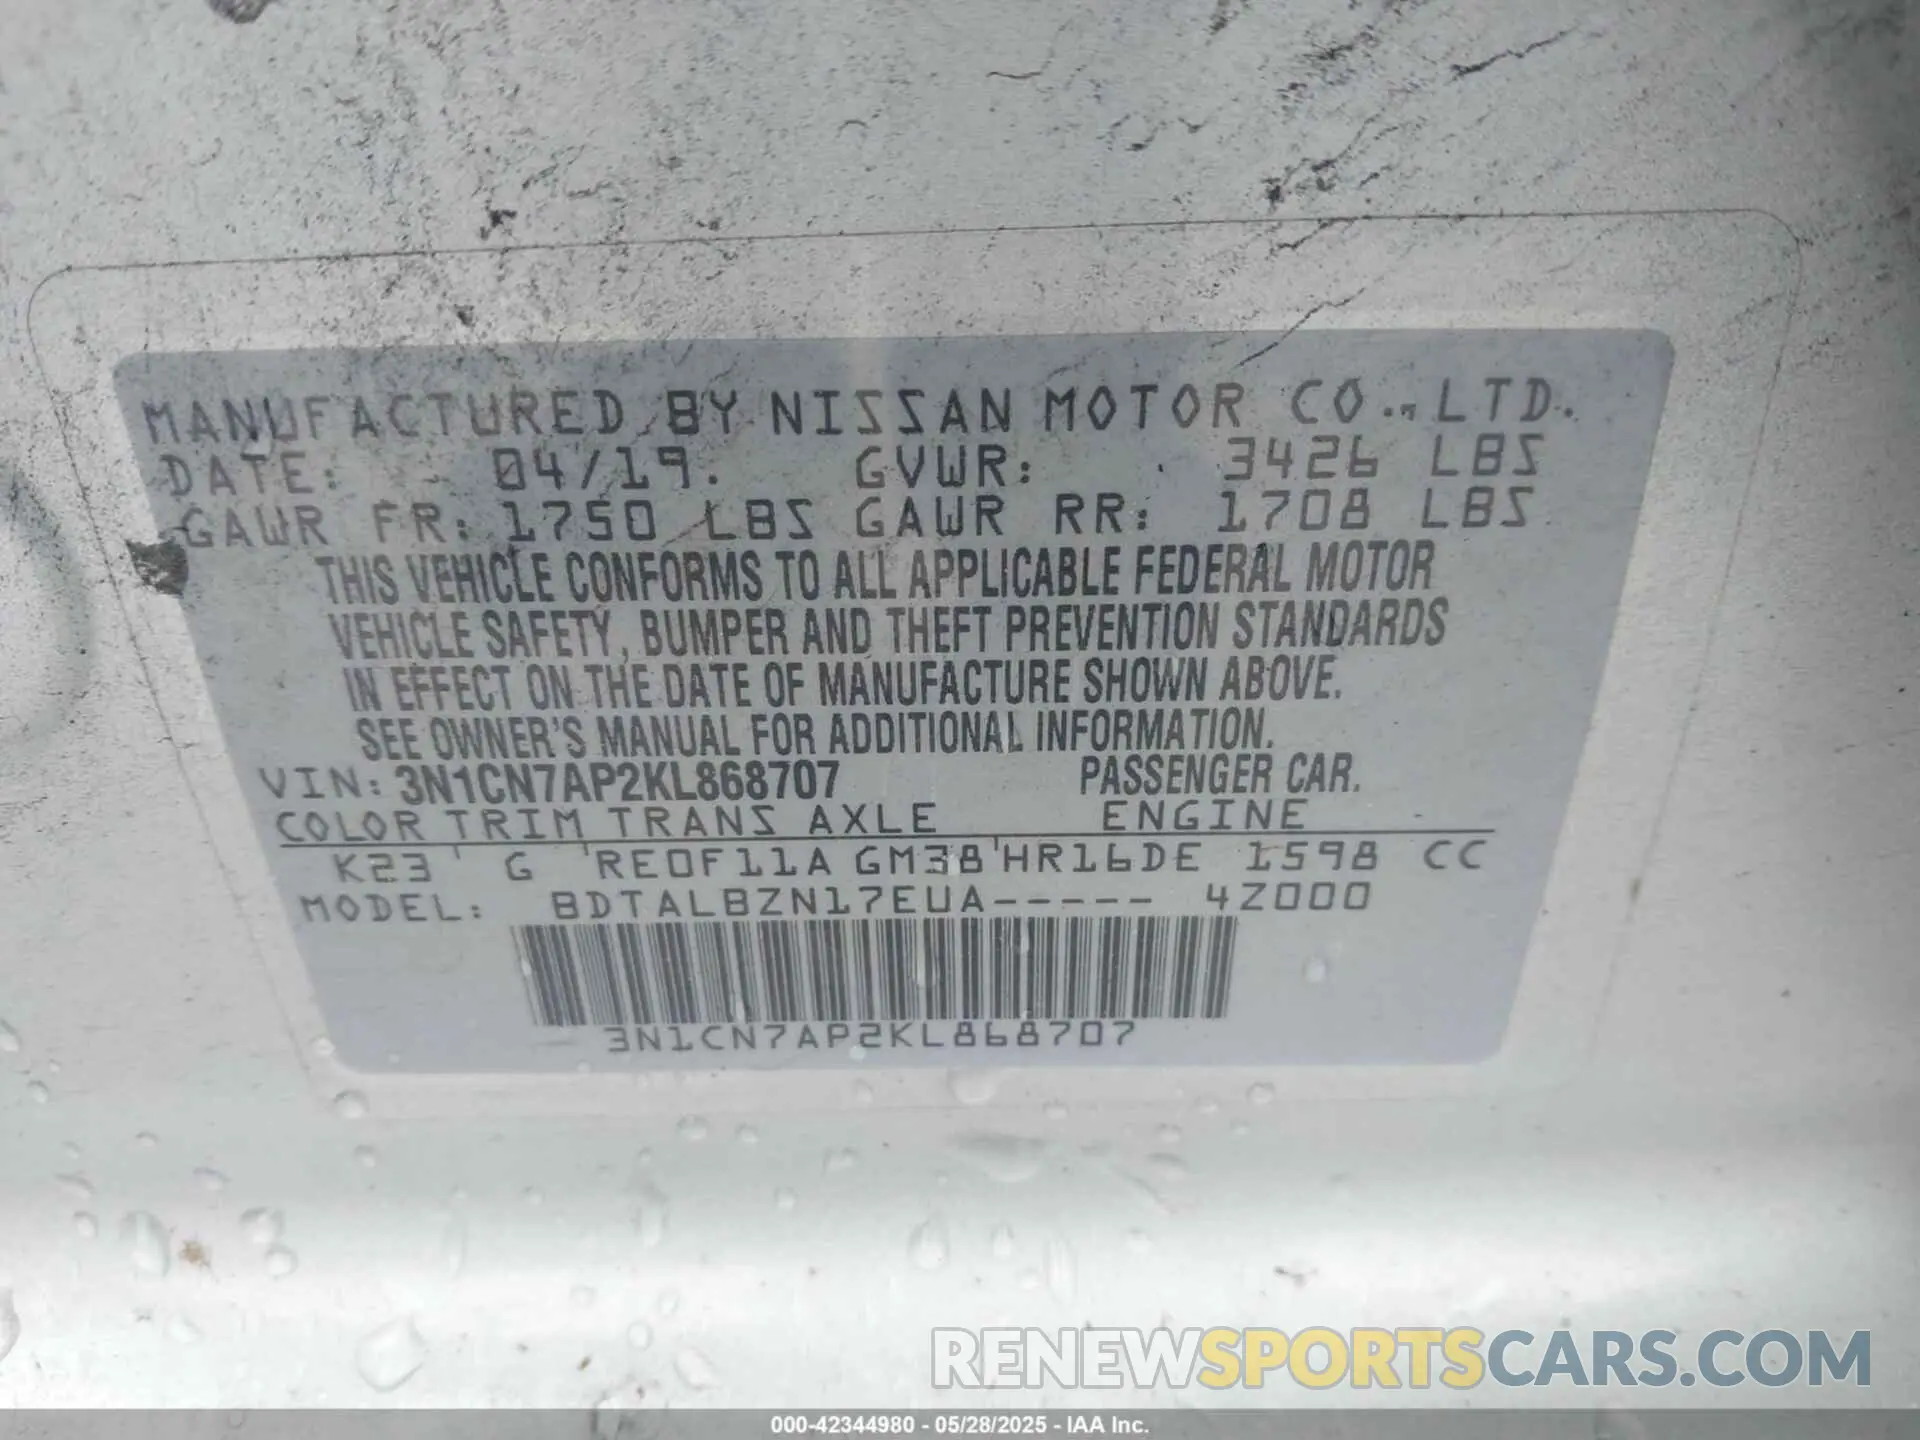 MANUFACTURED BY NISSAN MOTOR CO., LTD.
DATE: 04/19. GVWR: 3426 LBS
GAWR FR: 1750 LBS GAWR RR: 1708 LBS
THIS VEHICLE CONFORMS TO ALL APPLICABLE FEDERAL MOTOR
VEHICLE SAFETY, BUMPER AND THEFT PREVENTION STANDARDS
IN EFFECT ON THE DATE OF MANUFACTURE SHOWN ABOVE.
SEE OWNER'S MANUAL FOR ADDITIONAL INFORMATION.
VIN: 3N1CN7AP2KL868707 PASSENGER CAR.
COLOR TRIM TRANS AXLE ENGINE
K23 G RE0F11A GM38 HR16DE 1598 CC
MODEL: BDTALBZN17EUA----- 4Z000
3N1CN7AP2KL868707
RENEWSPORTSCARS.COM
000-42344980 - 05/28/2025 - IAA Inc.